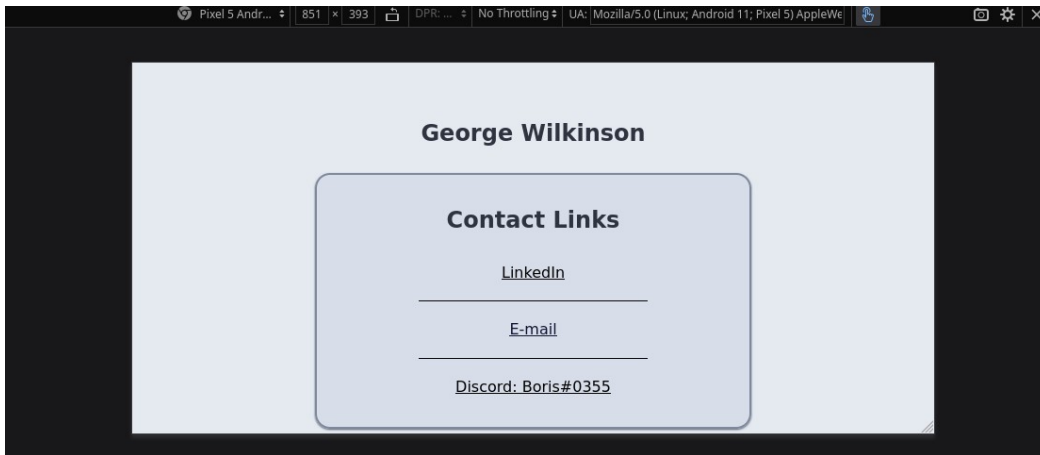 Pixel 5 Andr... 851 × 393 DPR: ... No Throttling UA: Mozilla/5.0 (Linux; Android 11; Pixel 5) AppleWe
George Wilkinson
Contact Links
LinkedIn
E-mail
Discord: Boris#0355